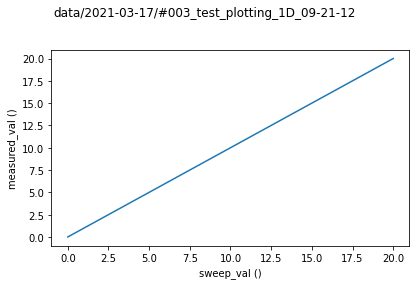 data/2021-03-17/#003_test_plotting_1D_09-21-12
20.0
17.5
15.0
12.5
10.0
7.5
5.0
2.5
0.0
measured_val ()
0.0 2.5 5.0 7.5 10.0 12.5 15.0 17.5 20.0
sweep_val ()